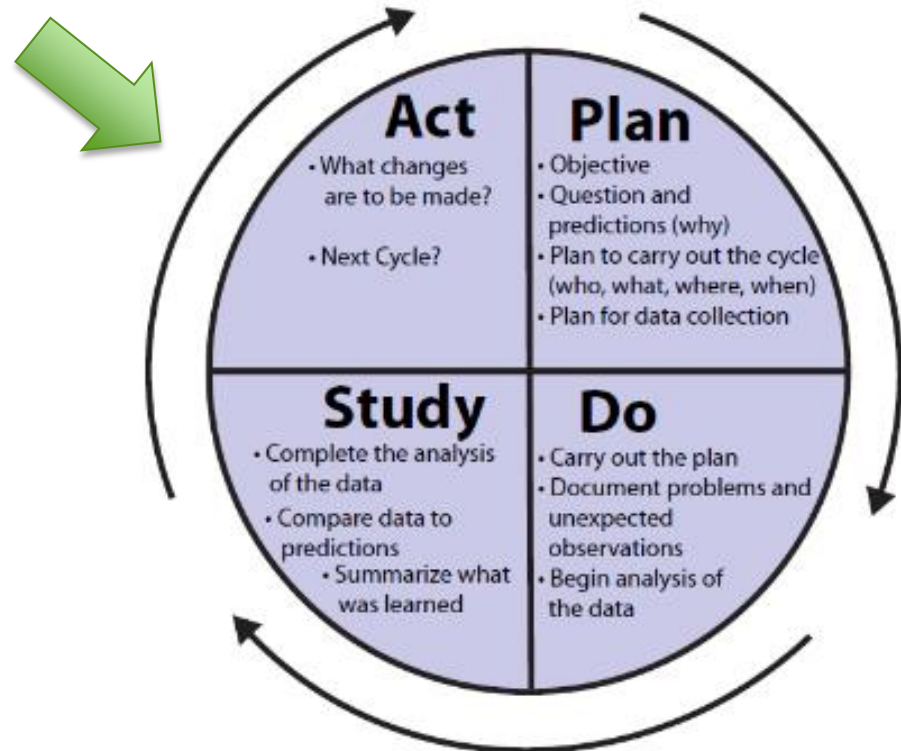 Act
• What changes
are to be made?
• Next Cycle?
Plan
• Objective
• Question and
predictions (why)
• Plan to carry out the cycle
(who, what, where, when)
• Plan for data collection
Study
• Complete the analysis
of the data
• Compare data to
predictions
• Summarize what
was learned
Do
• Carry out the plan
• Document problems and
unexpected
observations
• Begin analysis of
the data